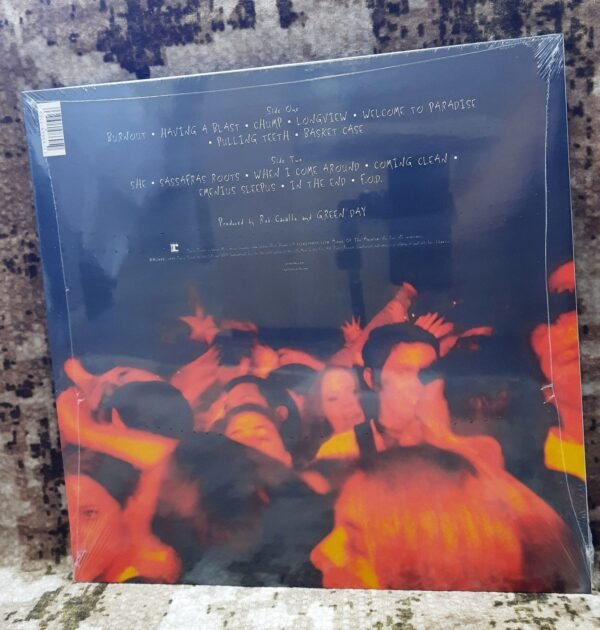 Side One
BURNOUT • HAVING A BLAST • CHUMP • LONGVIEW • WELCOME TO PARADISE
• PULLING TEETH • BASKET CASE
Side Two
SHE • SASSAFRAS ROOTS • WHEN I COME AROUND • COMING CLEAN •
EMENIUS SLEEPUS • IN THE END • F.O.D.
Produced by Rob Cavallo and GREEN DAY